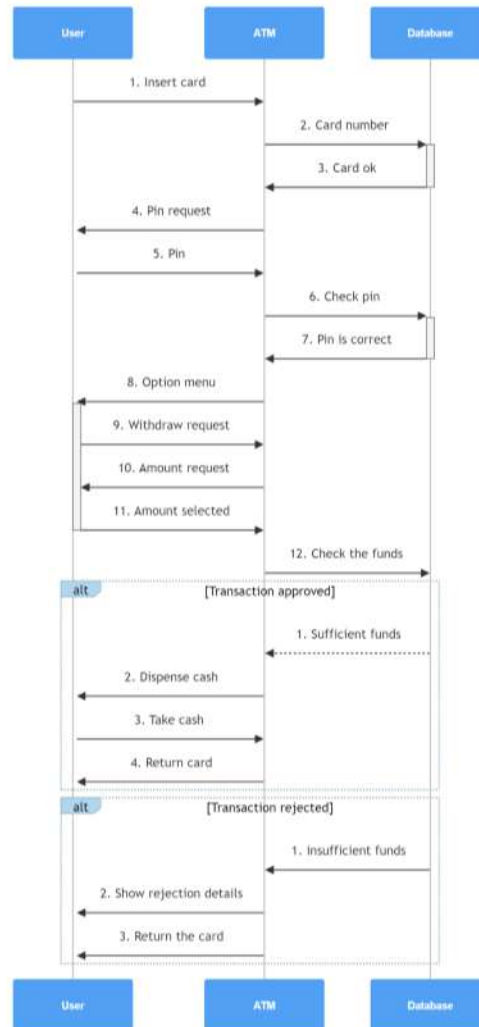 User ATM Database
1. Insert card
2. Card number
3. Card ok
4. Pin request
5. Pin
6. Check pin
7. Pin is correct
8. Option menu
9. Withdraw request
10. Amount request
11. Amount selected
12. Check the funds
alt [Transaction approved]
1. Sufficient funds
2. Dispense cash
3. Take cash
4. Return card
alt [Transaction rejected]
1. Insufficient funds
2. Show rejection details
3. Return the card
User ATM Database